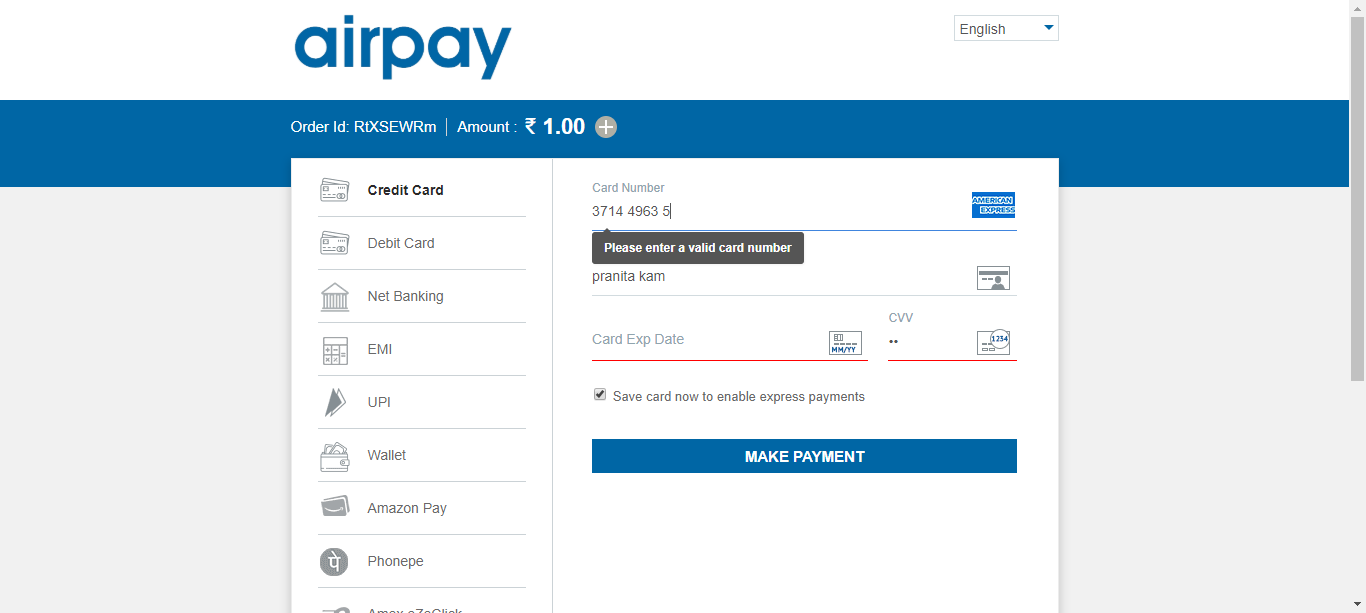 airpay
English
Order Id: RtXSEWRm | Amount : ₹ 1.00
Credit Card
Debit Card
Net Banking
EMI
UPI
Wallet
Amazon Pay
Phonepe
Amex eZeClick
Card Number
3714 4963 5
AMERICAN
EXPRESS
Please enter a valid card number
pranita kam
Card Exp Date
MM/YY
CVV
••
1234
Save card now to enable express payments
MAKE PAYMENT